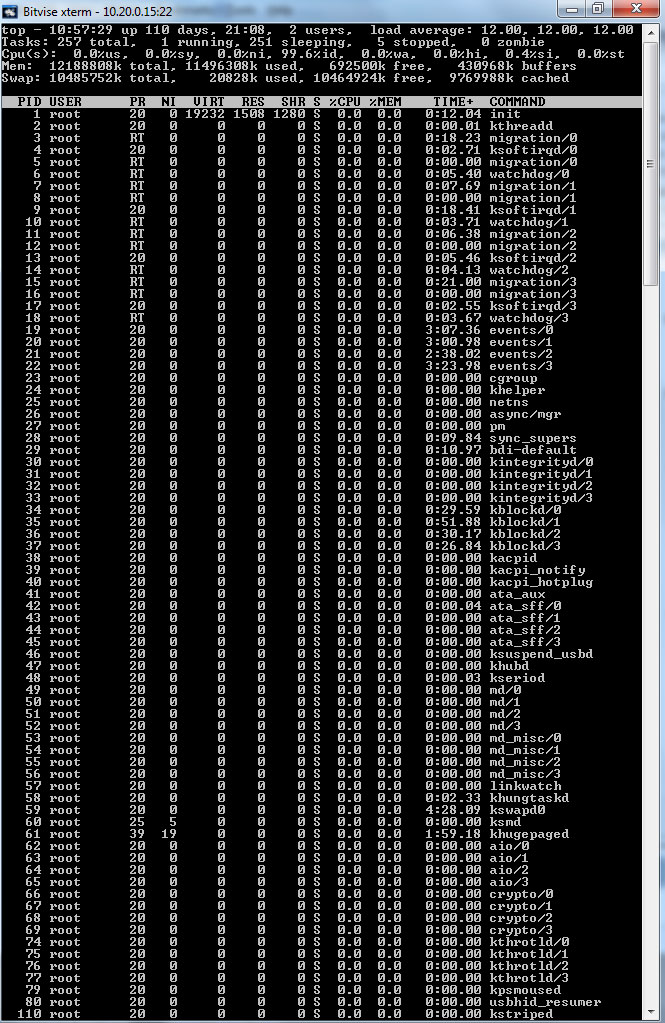 Bitvise xterm - 10.20.0.15:22
top - 10:57:29 up 110 days, 21:08,  2 users,  load average: 12.00, 12.00, 12.00
Tasks: 257 total,   1 running, 251 sleeping,   5 stopped,   0 zombie
Cpu(s):  0.0%us,  0.0%sy,  0.0%ni, 99.6%id,  0.0%wa,  0.0%hi,  0.4%si,  0.0%st
Mem:  12188808k total, 11496308k used,   692500k free,   430968k buffers
Swap: 10485752k total,    20828k used, 10464924k free,  9769988k cached
PID USER PR NI VIRT RES SHR S %CPU %MEM TIME+ COMMAND
1 root 20 0 19232 1508 1280 S 0.0 0.0 0:12.04 init
2 root 20 0 0 0 0 S 0.0 0.0 0:00.01 kthreadd
3 root RT 0 0 0 0 S 0.0 0.0 0:18.23 migration/0
4 root 20 0 0 0 0 S 0.0 0.0 0:02.71 ksoftirqd/0
5 root RT 0 0 0 0 S 0.0 0.0 0:00.00 migration/0
6 root RT 0 0 0 0 S 0.0 0.0 0:05.40 watchdog/0
7 root RT 0 0 0 0 S 0.0 0.0 0:07.69 migration/1
8 root RT 0 0 0 0 S 0.0 0.0 0:00.00 migration/1
9 root 20 0 0 0 0 S 0.0 0.0 0:18.41 ksoftirqd/1
10 root RT 0 0 0 0 S 0.0 0.0 0:03.71 watchdog/1
11 root RT 0 0 0 0 S 0.0 0.0 0:06.38 migration/2
12 root RT 0 0 0 0 S 0.0 0.0 0:00.00 migration/2
13 root 20 0 0 0 0 S 0.0 0.0 0:05.46 ksoftirqd/2
14 root RT 0 0 0 0 S 0.0 0.0 0:04.13 watchdog/2
15 root RT 0 0 0 0 S 0.0 0.0 0:21.00 migration/3
16 root RT 0 0 0 0 S 0.0 0.0 0:00.00 migration/3
17 root 20 0 0 0 0 S 0.0 0.0 0:02.55 ksoftirqd/3
18 root RT 0 0 0 0 S 0.0 0.0 0:03.67 watchdog/3
19 root 20 0 0 0 0 S 0.0 0.0 3:07.36 events/0
20 root 20 0 0 0 0 S 0.0 0.0 3:00.98 events/1
21 root 20 0 0 0 0 S 0.0 0.0 2:38.02 events/2
22 root 20 0 0 0 0 S 0.0 0.0 3:23.98 events/3
23 root 20 0 0 0 0 S 0.0 0.0 0:00.00 cgroup
24 root 20 0 0 0 0 S 0.0 0.0 0:00.00 khelper
25 root 20 0 0 0 0 S 0.0 0.0 0:00.00 netns
26 root 20 0 0 0 0 S 0.0 0.0 0:00.00 async/mgr
27 root 20 0 0 0 0 S 0.0 0.0 0:00.00 pm
28 root 20 0 0 0 0 S 0.0 0.0 0:09.84 sync_supers
29 root 20 0 0 0 0 S 0.0 0.0 0:10.97 bdi-default
30 root 20 0 0 0 0 S 0.0 0.0 0:00.00 kintegrityd/0
31 root 20 0 0 0 0 S 0.0 0.0 0:00.00 kintegrityd/1
32 root 20 0 0 0 0 S 0.0 0.0 0:00.00 kintegrityd/2
33 root 20 0 0 0 0 S 0.0 0.0 0:00.00 kintegrityd/3
34 root 20 0 0 0 0 S 0.0 0.0 0:29.59 kblockd/0
35 root 20 0 0 0 0 S 0.0 0.0 0:51.88 kblockd/1
36 root 20 0 0 0 0 S 0.0 0.0 0:30.17 kblockd/2
37 root 20 0 0 0 0 S 0.0 0.0 0:26.84 kblockd/3
38 root 20 0 0 0 0 S 0.0 0.0 0:00.00 kacpid
39 root 20 0 0 0 0 S 0.0 0.0 0:00.00 kacpi_notify
40 root 20 0 0 0 0 S 0.0 0.0 0:00.00 kacpi_hotplug
41 root 20 0 0 0 0 S 0.0 0.0 0:00.00 ata_aux
42 root 20 0 0 0 0 S 0.0 0.0 0:00.04 ata_sff/0
43 root 20 0 0 0 0 S 0.0 0.0 0:00.00 ata_sff/1
44 root 20 0 0 0 0 S 0.0 0.0 0:00.00 ata_sff/2
45 root 20 0 0 0 0 S 0.0 0.0 0:00.00 ata_sff/3
46 root 20 0 0 0 0 S 0.0 0.0 0:00.00 ksuspend_usbd
47 root 20 0 0 0 0 S 0.0 0.0 0:00.00 khubd
48 root 20 0 0 0 0 S 0.0 0.0 0:00.03 kseriod
49 root 20 0 0 0 0 S 0.0 0.0 0:00.00 md/0
50 root 20 0 0 0 0 S 0.0 0.0 0:00.00 md/1
51 root 20 0 0 0 0 S 0.0 0.0 0:00.00 md/2
52 root 20 0 0 0 0 S 0.0 0.0 0:00.00 md/3
53 root 20 0 0 0 0 S 0.0 0.0 0:00.00 md_misc/0
54 root 20 0 0 0 0 S 0.0 0.0 0:00.00 md_misc/1
55 root 20 0 0 0 0 S 0.0 0.0 0:00.00 md_misc/2
56 root 20 0 0 0 0 S 0.0 0.0 0:00.00 md_misc/3
57 root 20 0 0 0 0 S 0.0 0.0 0:00.00 linkwatch
58 root 20 0 0 0 0 S 0.0 0.0 0:02.33 khungtaskd
59 root 20 0 0 0 0 S 0.0 0.0 4:28.09 kswapd0
60 root 25 5 0 0 0 S 0.0 0.0 0:00.00 ksmd
61 root 39 19 0 0 0 S 0.0 0.0 1:59.18 khugepaged
62 root 20 0 0 0 0 S 0.0 0.0 0:00.00 aio/0
63 root 20 0 0 0 0 S 0.0 0.0 0:00.00 aio/1
64 root 20 0 0 0 0 S 0.0 0.0 0:00.00 aio/2
65 root 20 0 0 0 0 S 0.0 0.0 0:00.00 aio/3
66 root 20 0 0 0 0 S 0.0 0.0 0:00.00 crypto/0
67 root 20 0 0 0 0 S 0.0 0.0 0:00.00 crypto/1
68 root 20 0 0 0 0 S 0.0 0.0 0:00.00 crypto/2
69 root 20 0 0 0 0 S 0.0 0.0 0:00.00 crypto/3
74 root 20 0 0 0 0 S 0.0 0.0 0:00.00 kthrotld/0
75 root 20 0 0 0 0 S 0.0 0.0 0:00.00 kthrotld/1
76 root 20 0 0 0 0 S 0.0 0.0 0:00.00 kthrotld/2
77 root 20 0 0 0 0 S 0.0 0.0 0:00.00 kthrotld/3
79 root 20 0 0 0 0 S 0.0 0.0 0:00.00 kpsmoused
80 root 20 0 0 0 0 S 0.0 0.0 0:00.00 usbhid_resumer
110 root 20 0 0 0 0 S 0.0 0.0 0:00.00 kstriped